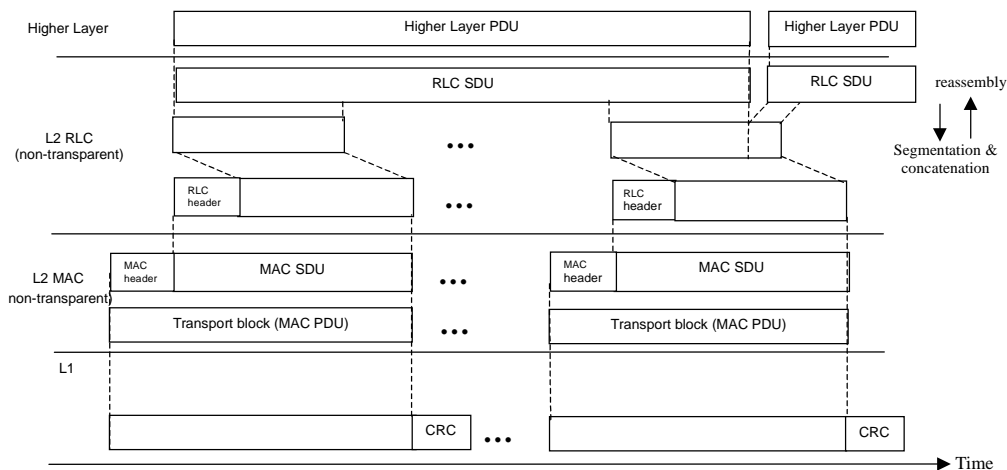 Higher Layer
Higher Layer PDU
Higher Layer PDU
RLC SDU
RLC SDU
reassembly
L2 RLC
(non-transparent)
•••
Segmentation &
concatenation
RLC
header
•••
RLC
header
L2 MAC
non-transparent)
MAC
header
MAC SDU
•••
MAC
header
MAC SDU
Transport block (MAC PDU)
•••
Transport block (MAC PDU)
L1
CRC
•••
CRC
Time